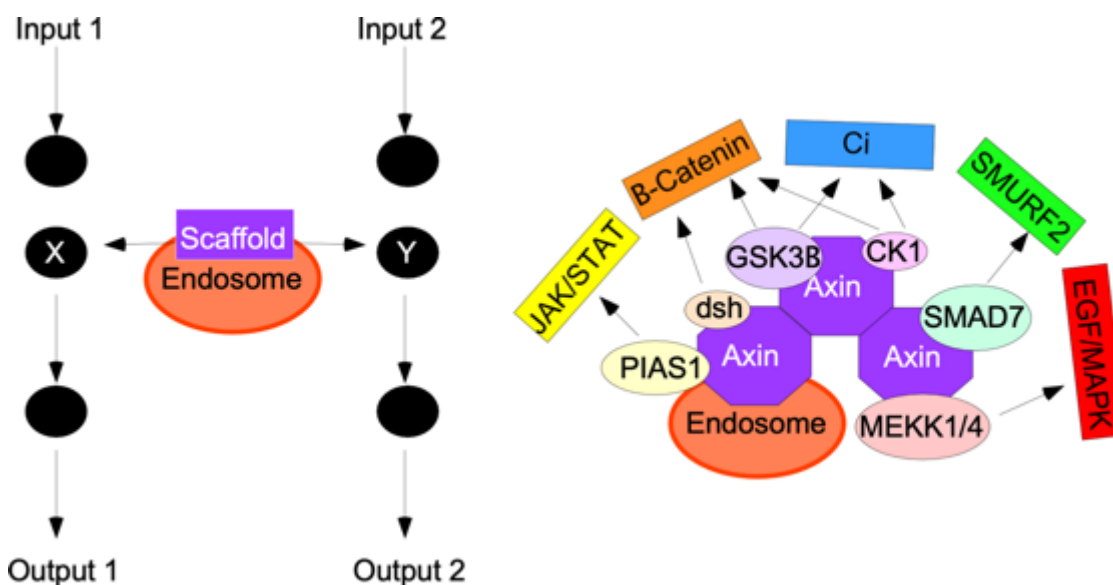 Input 1
Input 2
X
Scaffold
Y
Endosome
Output 1
Output 2
JAK/STAT
B-Catenin
Ci
SMURF2
EGF/MAPK
GSK3B
CK1
Axin
dsh
SMAD7
PIAS1
Axin
Axin
Endosome
MEKK1/4